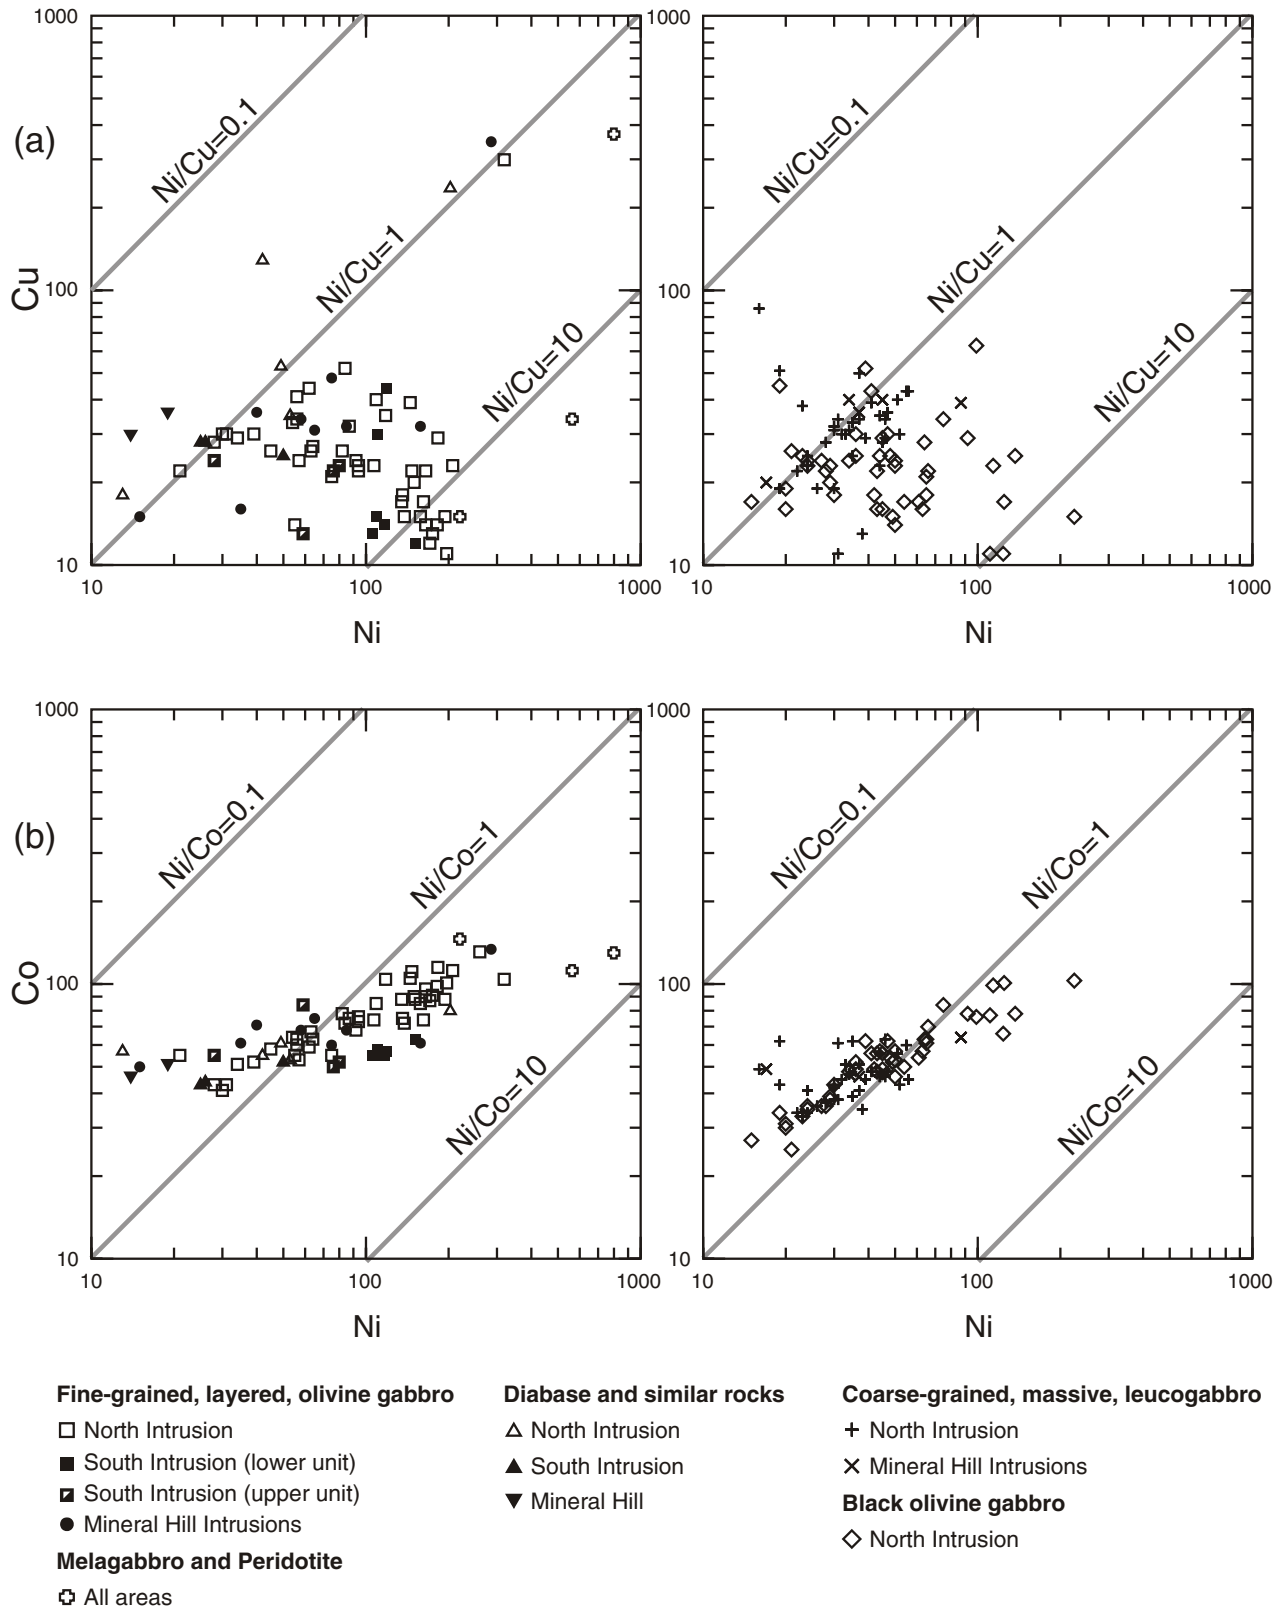 (a)
1000
100
10
Cu
Ni/Cu=0.1
Ni/Cu=1
Ni/Cu=10
10
100
1000
Ni
1000
100
10
Ni/Cu=0.1
Ni/Cu=1
Ni/Cu=10
10
100
1000
Ni
(b)
1000
100
10
Co
Ni/Co=0.1
Ni/Co=1
Ni/Co=10
10
100
1000
Ni
1000
100
10
Ni/Co=0.1
Ni/Co=1
Ni/Co=10
10
100
1000
Ni
Fine-grained, layered, olivine gabbro
North Intrusion
South Intrusion (lower unit)
South Intrusion (upper unit)
Mineral Hill Intrusions
Melagabbro and Peridotite
All areas
Diabase and similar rocks
North Intrusion
South Intrusion
Mineral Hill
Coarse-grained, massive, leucogabbro
North Intrusion
Mineral Hill Intrusions
Black olivine gabbro
North Intrusion